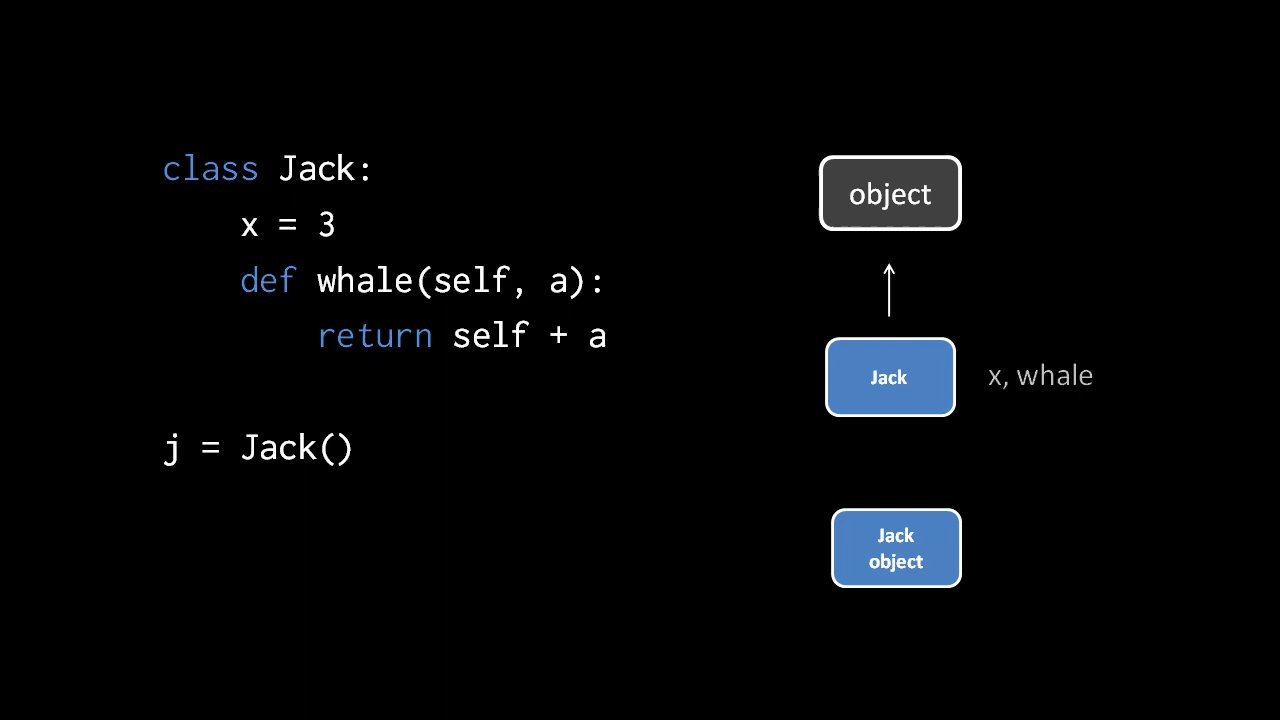 class Jack:
    x = 3
    def whale(self, a):
        return self + a
j = Jack()
object
Jack
x, whale
Jack
object